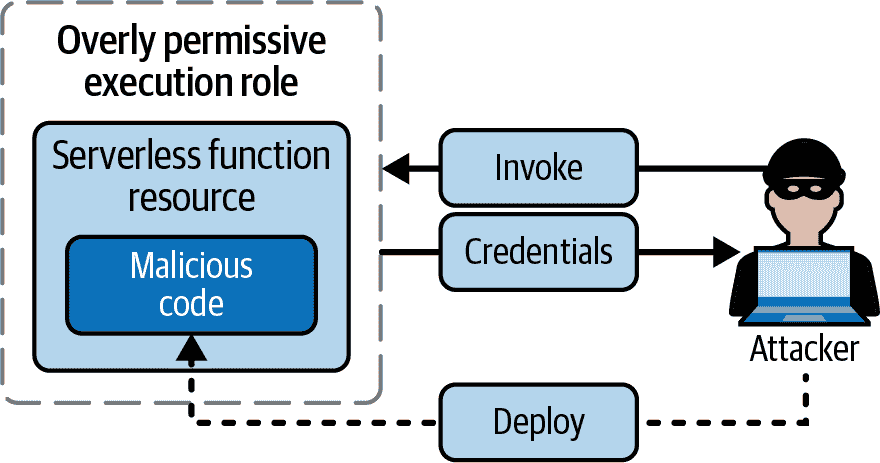 Overly permissive
execution role
Serverless function
resource
Malicious
code
Invoke
Credentials
Attacker
Deploy